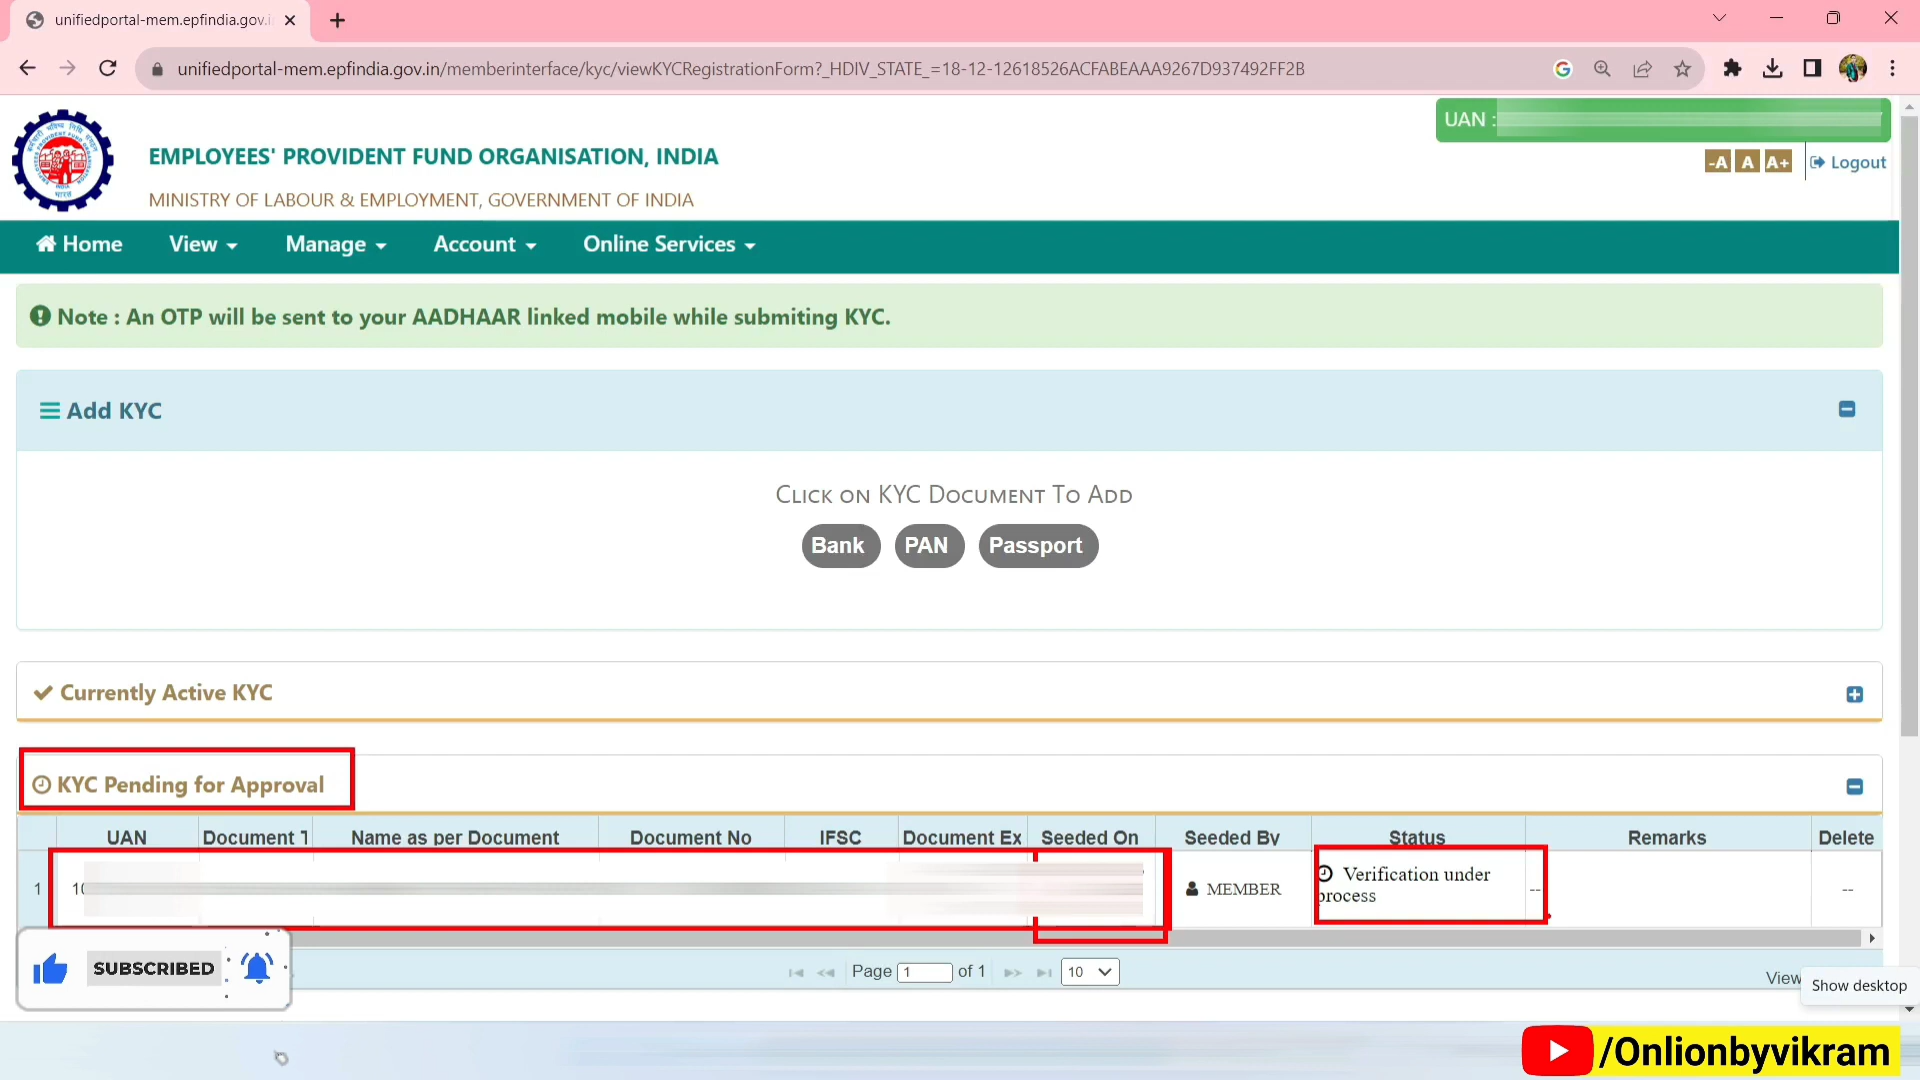 unifiedportal-mem.epfindia.gov.i
unifiedportal-mem.epfindia.gov.in/memberinterface/kyc/viewKYCRegistrationForm?_HDIV_STATE_=18-12-12618526ACFABEAAA9267D937492FF2B
UAN :
EMPLOYEES' PROVIDENT FUND ORGANISATION, INDIA
-A A A+ Logout
MINISTRY OF LABOUR & EMPLOYMENT, GOVERNMENT OF INDIA
Home View Manage Account Online Services
Note : An OTP will be sent to your AADHAAR linked mobile while submiting KYC.
Add KYC
CLICK ON KYC DOCUMENT TO ADD
Bank PAN Passport
Currently Active KYC
KYC Pending for Approval
UAN Document T Name as per Document Document No IFSC Document Ex Seeded On Seeded By Status Remarks Delete
1 10 MEMBER Verification under -- --
process
SUBSCRIBED
Page 1 of 1 10 View
Show desktop
/Onlionbyvikram